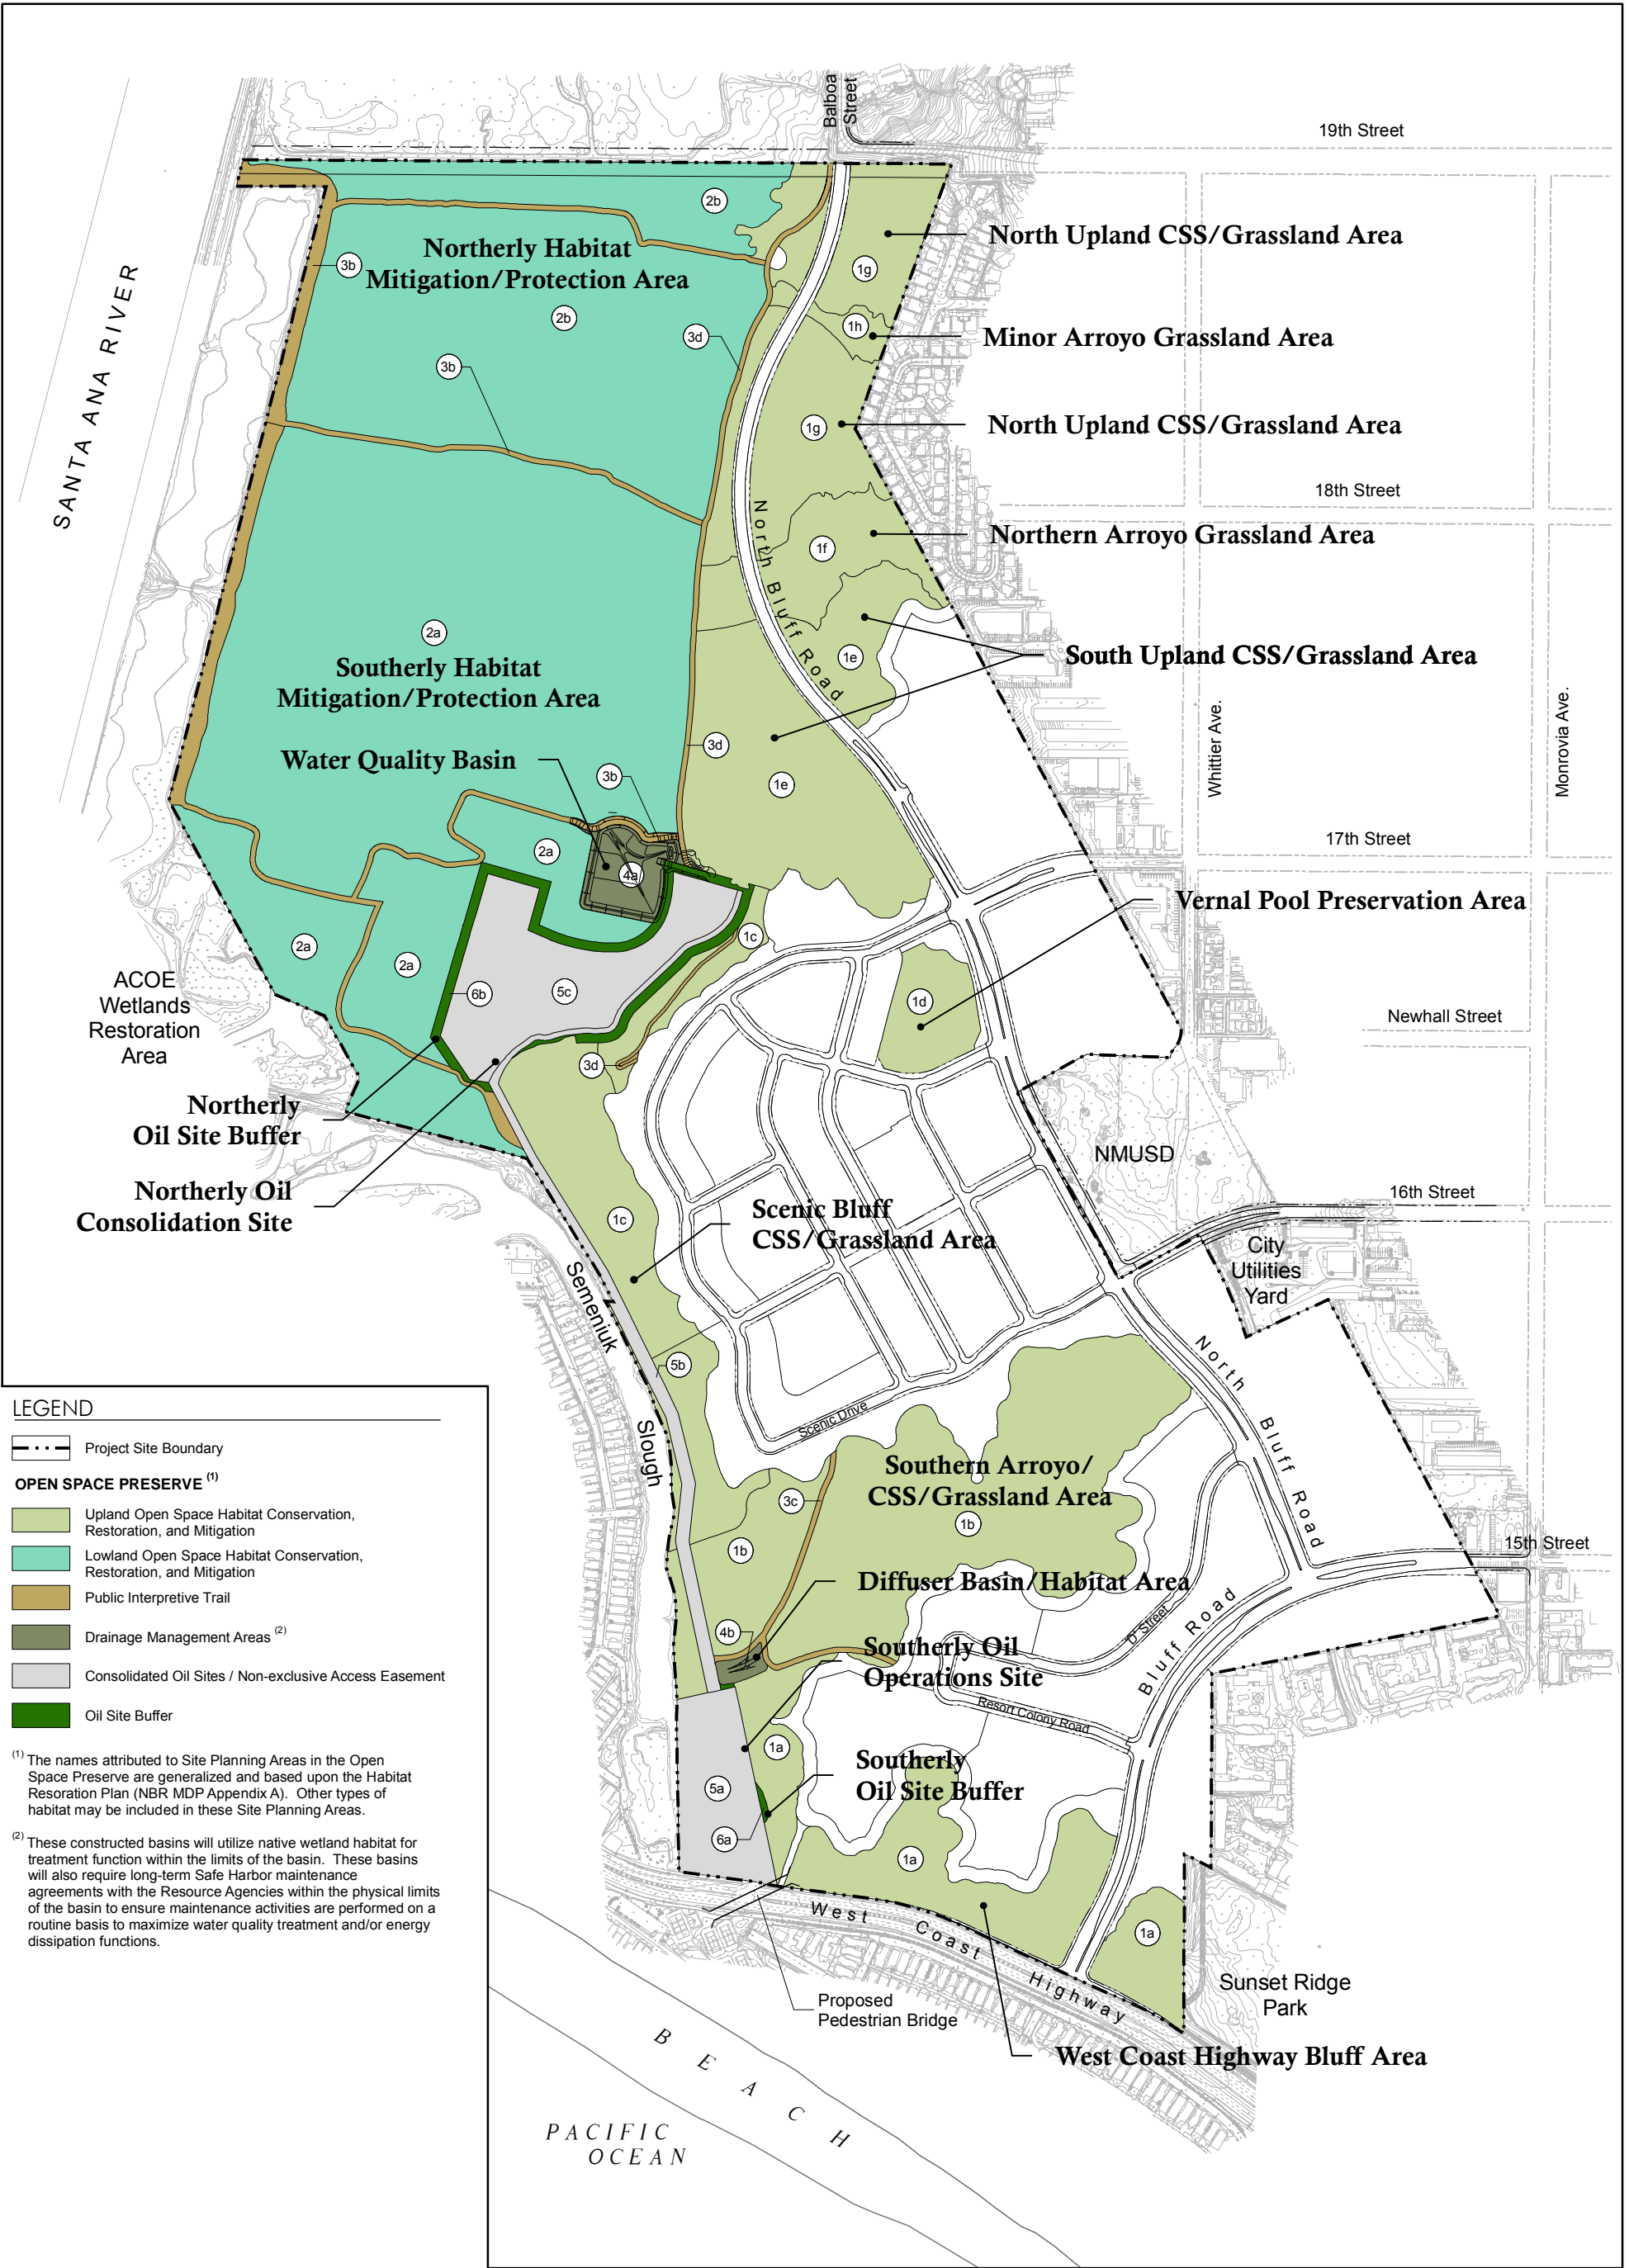 Balboa
Street
19th Street
2b
North Upland CSS/Grassland Area
Northerly Habitat
Mitigation/Protection Area
3b
1g
2b
1h
3d
Minor Arroyo Grassland Area
3b
SANTA ANA RIVER
1g
North Upland CSS/Grassland Area
18th Street
North Bluff Road
Northern Arroyo Grassland Area
1f
2a
Southerly Habitat
Mitigation/Protection Area
1e
South Upland CSS/Grassland Area
Whittier Ave.
Monrovia Ave.
3d
Water Quality Basin
3b
1e
17th Street
2a
4a
Vernal Pool Preservation Area
1c
2a
2a
ACOE
Wetlands
Restoration
Area
6b
5c
1d
Newhall Street
3d
Northerly
Oil Site Buffer
NMUSD
Northerly Oil
Consolidation Site
16th Street
1c
Scenic Bluff
CSS/Grassland Area
City
Utilities
Yard
Semeniuk
Slough
5b
North Bluff Road
Scenic Drive
Southern Arroyo/
CSS/Grassland Area
3c
1b
1b
15th Street
Diffuser Basin/Habitat Area
4b
D Street
Bluff Road
Southerly Oil
Operations Site
Resort Colony Road
1a
Southerly
Oil Site Buffer
5a
6a
1a
West Coast Highway
1a
Sunset Ridge
Park
Proposed
Pedestrian Bridge
West Coast Highway Bluff Area
BEACH
PACIFIC
OCEAN
LEGEND
Project Site Boundary
OPEN SPACE PRESERVE (1)
Upland Open Space Habitat Conservation,
Restoration, and Mitigation
Lowland Open Space Habitat Conservation,
Restoration, and Mitigation
Public Interpretive Trail
Drainage Management Areas (2)
Consolidated Oil Sites / Non-exclusive Access Easement
Oil Site Buffer
(1) The names attributed to Site Planning Areas in the Open
Space Preserve are generalized and based upon the Habitat
Resoration Plan (NBR MDP Appendix A). Other types of
habitat may be included in these Site Planning Areas.
(2) These constructed basins will utilize native wetland habitat for
treatment function within the limits of the basin. These basins
will also require long-term Safe Harbor maintenance
agreements with the Resource Agencies within the physical limits
of the basin to ensure maintenance activities are performed on a
routine basis to maximize water quality treatment and/or energy
dissipation functions.